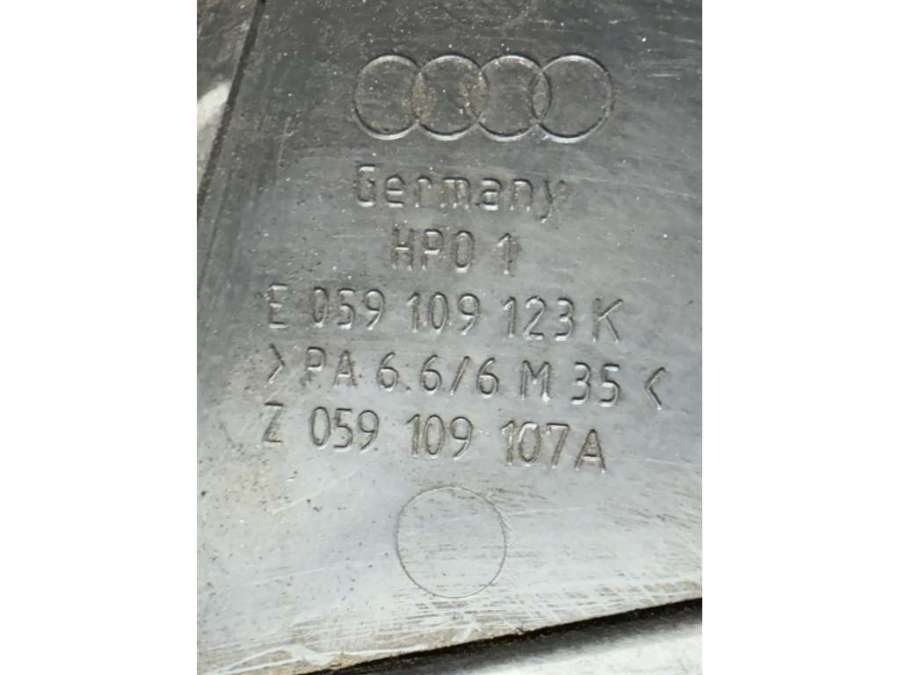 Germany
HPO 1
E 059 109 123 K
>PA 6.6/6 M 35<
Z 059 109 107A